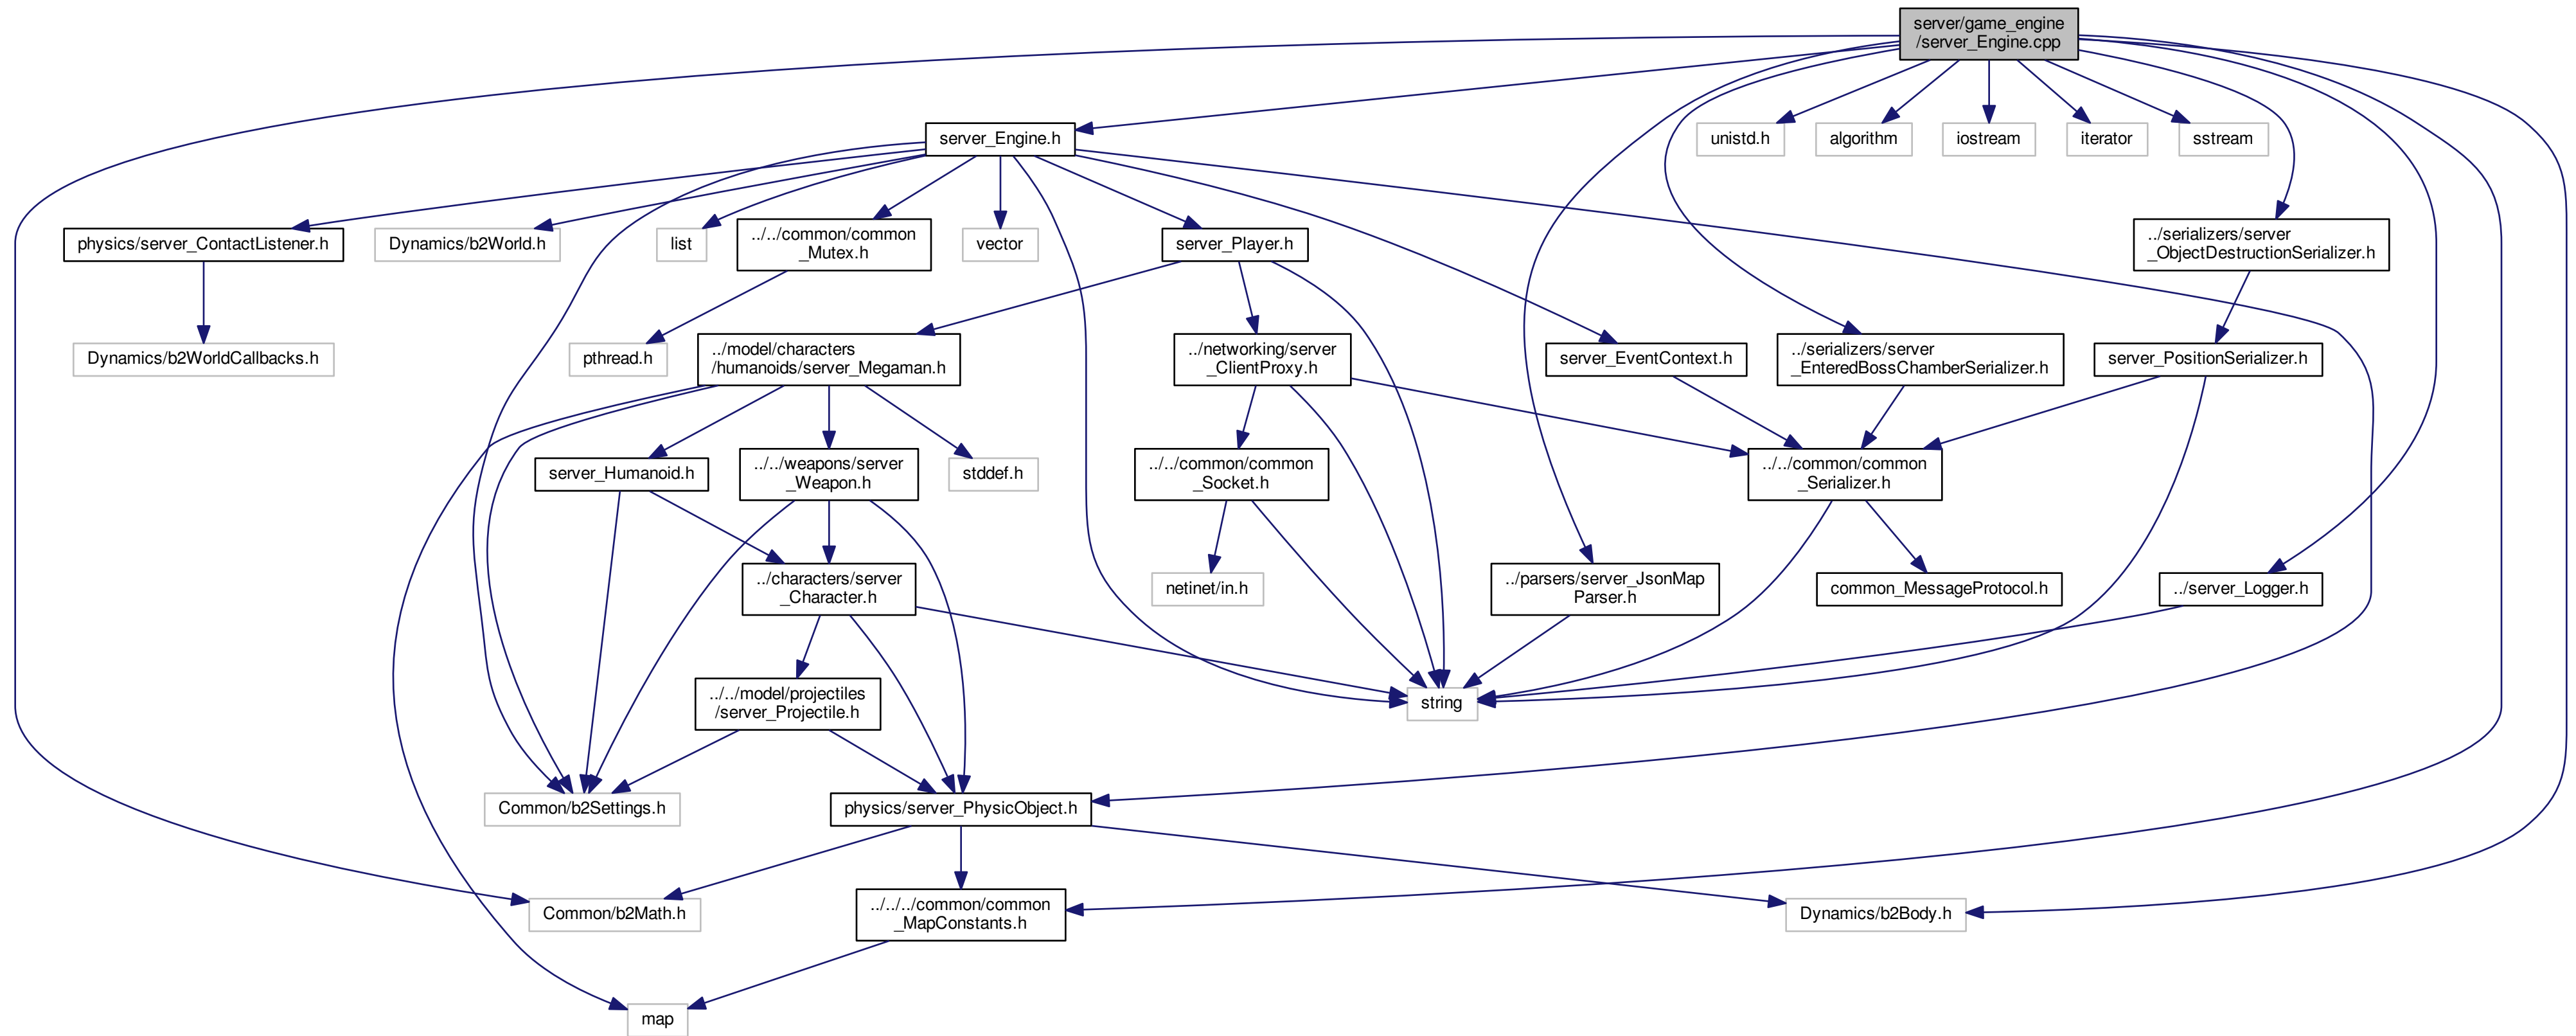 server/game_engine
/server_Engine.cpp
server_Engine.h
unistd.h
algorithm
iostream
iterator
sstream
physics/server_ContactListener.h
Dynamics/b2World.h
list
../../common/common
_Mutex.h
vector
server_Player.h
../serializers/server
_ObjectDestructionSerializer.h
Dynamics/b2WorldCallbacks.h
pthread.h
../model/characters
/humanoids/server_Megaman.h
../networking/server
_ClientProxy.h
server_EventContext.h
../serializers/server
_EnteredBossChamberSerializer.h
server_PositionSerializer.h
server_Humanoid.h
../../weapons/server
_Weapon.h
stddef.h
../../common/common
_Socket.h
../../common/common
_Serializer.h
../characters/server
_Character.h
netinet/in.h
../parsers/server_JsonMap
Parser.h
common_MessageProtocol.h
../server_Logger.h
../../model/projectiles
/server_Projectile.h
string
Common/b2Settings.h
physics/server_PhysicObject.h
Common/b2Math.h
../../../common/common
_MapConstants.h
Dynamics/b2Body.h
map